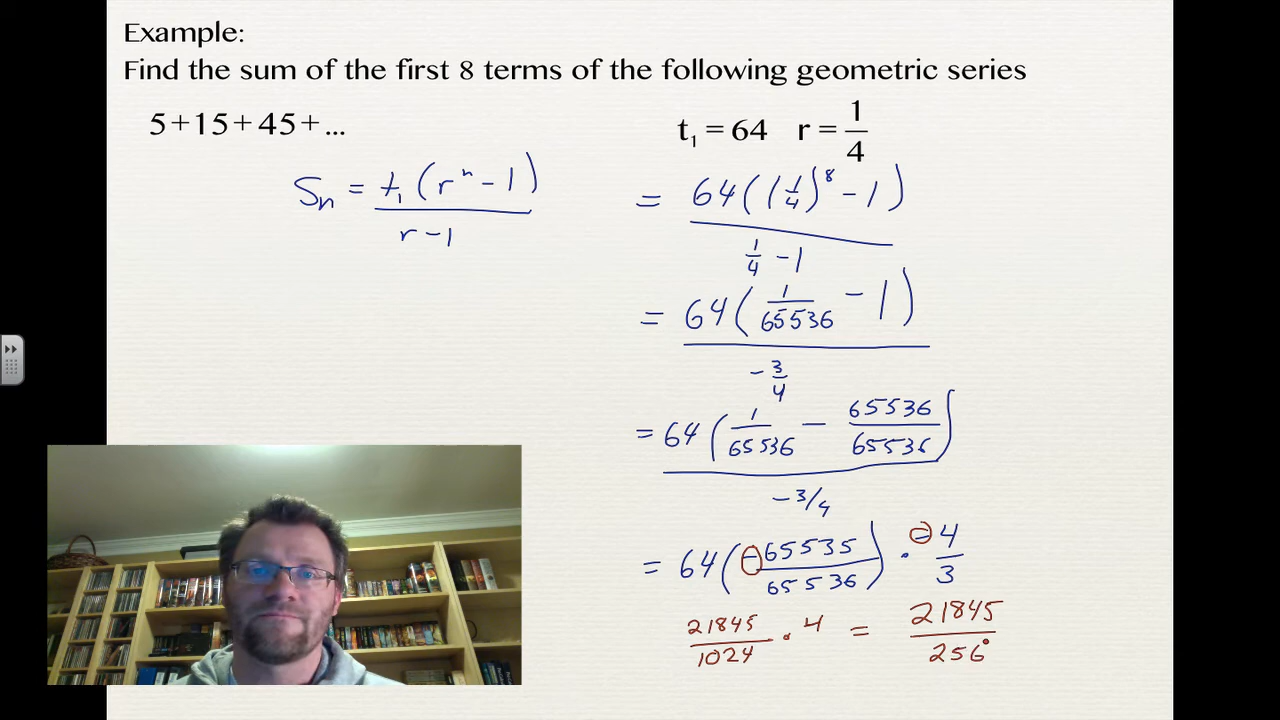 Example:
Find the sum of the first 8 terms of the following geometric series
5+15+45+...
Sn = t₁(rⁿ-1) / r-1
t₁ = 64 r = 1/4
= 64((1/4)⁸ - 1) / 1/4 - 1
= 64(1/65536 - 1) / -3/4
= 64(1/65536 - 65536/65536) / -3/4
= 64(-65535/65536) · -4/3
21845/1024 · 4 = 21845/256